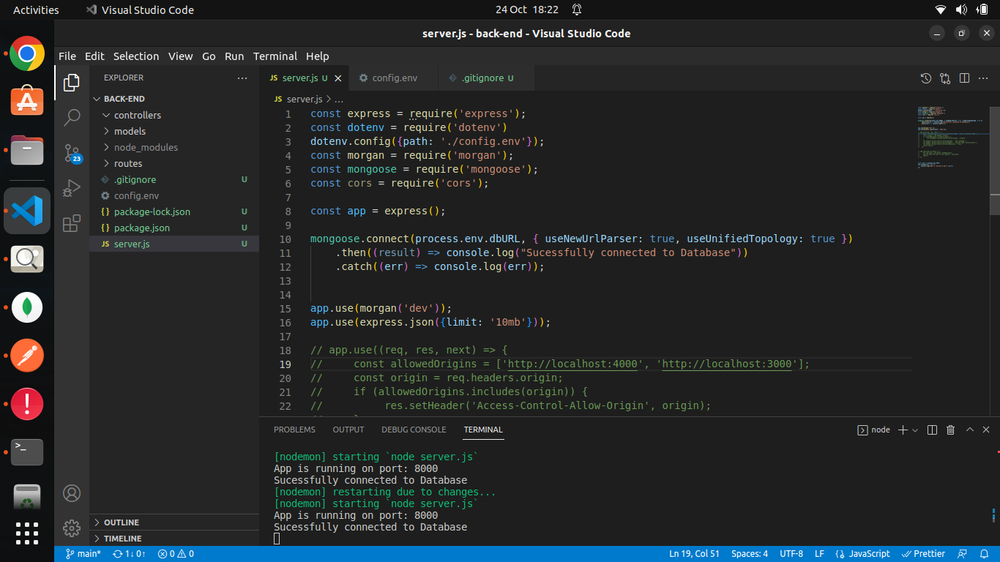 Activities Visual Studio Code 24 Oct 18:22
server.js - back-end - Visual Studio Code
File Edit Selection View Go Run Terminal Help
EXPLORER
BACK-END
controllers
models
node_modules
routes
.gitignore U
config.env
package-lock.json U
package.json U
server.js U
OUTLINE
TIMELINE
23
JS server.js U config.env .gitignore U
JS server.js > ...
1 const express = require('express');
2 const dotenv = require('dotenv')
3 dotenv.config({path: './config.env'});
4 const morgan = require('morgan');
5 const mongoose = require('mongoose');
6 const cors = require('cors');
7
8 const app = express();
9
10 mongoose.connect(process.env.dbURL, { useNewUrlParser: true, useUnifiedTopology: true })
11 .then((result) => console.log("Sucessfully connected to Database"))
12 .catch((err) => console.log(err));
13
14
15 app.use(morgan('dev'));
16 app.use(express.json({limit: '10mb'}));
17
18 // app.use((req, res, next) => {
19 // const allowedOrigins = ['http://localhost:4000', 'http://localhost:3000'];
20 // const origin = req.headers.origin;
21 // if (allowedOrigins.includes(origin)) {
22 // res.setHeader('Access-Control-Allow-Origin', origin);
PROBLEMS OUTPUT DEBUG CONSOLE TERMINAL node
[nodemon] starting `node server.js`
App is running on port: 8000
Sucessfully connected to Database
[nodemon] restarting due to changes...
[nodemon] starting `node server.js`
App is running on port: 8000
Sucessfully connected to Database
main* 1↓ 0↑ 0 0 Ln 19, Col 51 Spaces: 4 UTF-8 LF {} JavaScript Prettier